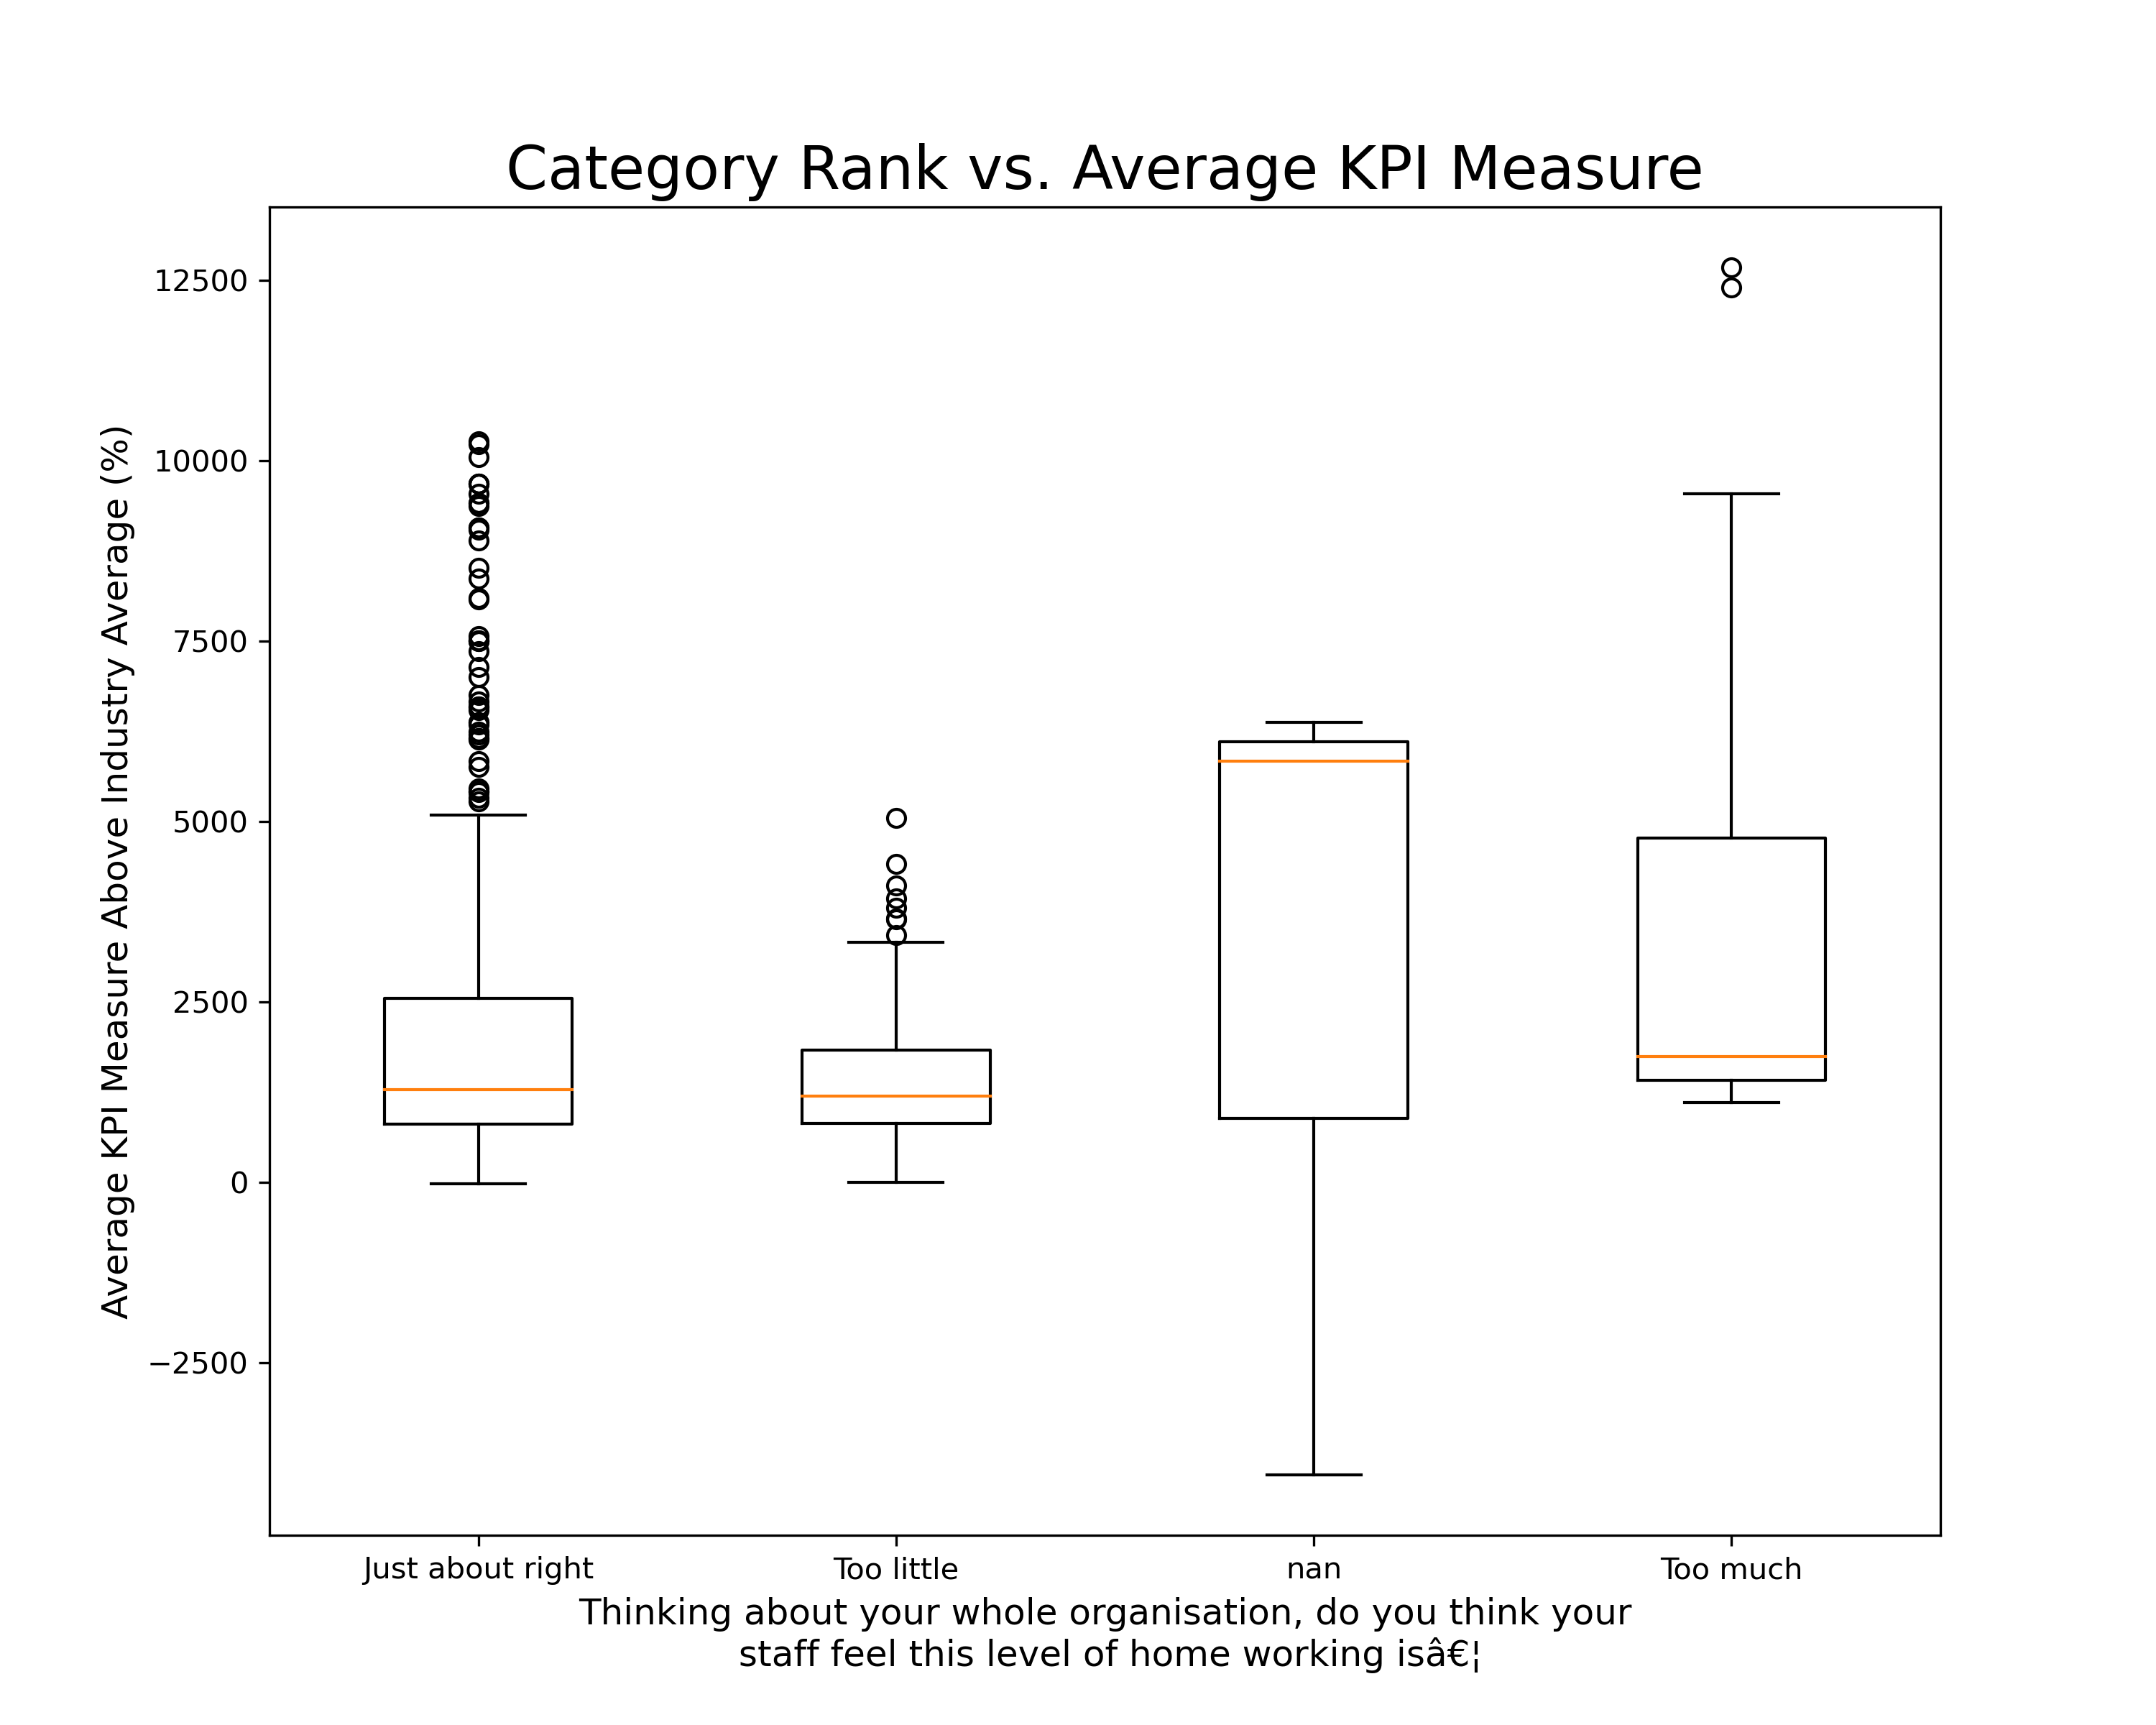 Category Rank vs. Average KPI Measure
Average KPI Measure Above Industry Average (%)
12500
10000
7500
5000
2500
0
−2500
Just about right
Too little
nan
Too much
Thinking about your whole organisation, do you think your
staff feel this level of home working isâ€¦